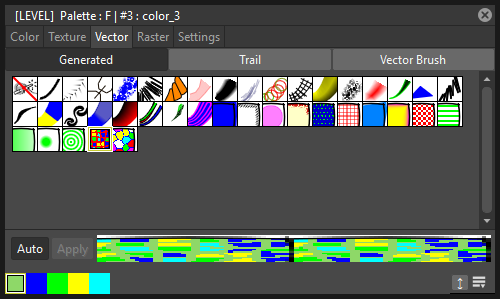 [LEVEL]  Palette : F | #3 : color_3
Color Texture Vector Raster Settings
Generated Trail Vector Brush
Auto Apply